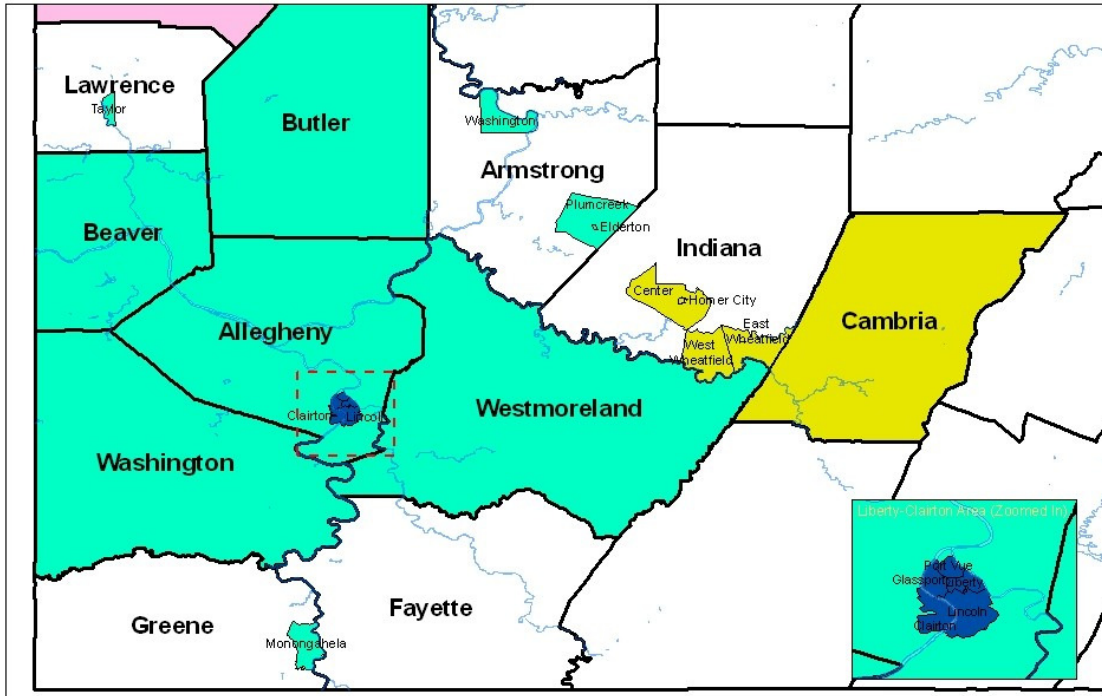 Lawrence
Taylor
Butler
Washington
Armstrong
Plumcreek
Elderton
Beaver
Indiana
Center
Homer City
East
Wheatfield
West
Wheatfield
Cambria
Allegheny
Clairton
Lincoln
Westmoreland
Washington
Liberty-Clairton Area (Zoomed In)
Port Vue
Glassport
Liberty
Lincoln
Clairton
Fayette
Greene
Monongahela